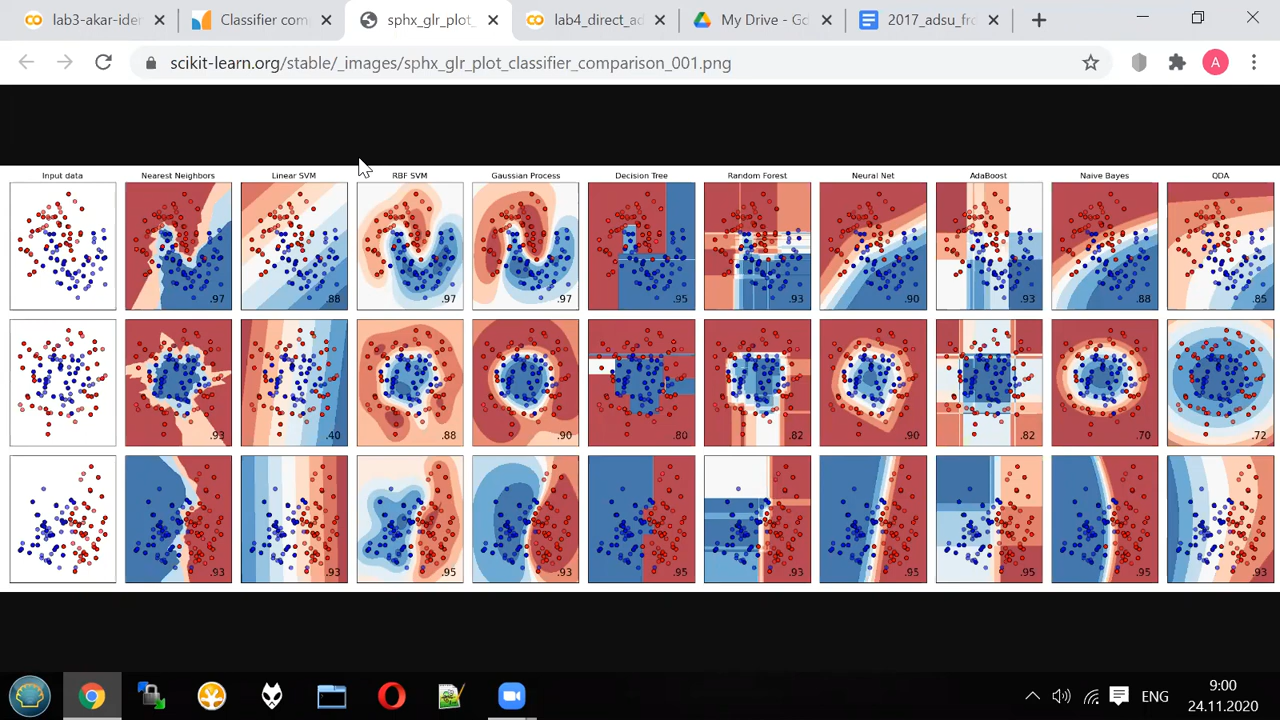 lab3-akar-ide
Classifier com
sphx_glr_plot_
lab4_direct_a
My Drive - Go
2017_adsu_fro
scikit-learn.org/stable/_images/sphx_glr_plot_classifier_comparison_001.png
A
Input data Nearest Neighbors Linear SVM RBF SVM Gaussian Process Decision Tree Random Forest Neural Net AdaBoost Naive Bayes QDA
.97 .88 .97 .97 .95 .93 .90 .93 .88 .85
.93 .40 .88 .90 .80 .82 .90 .82 .70 .72
.93 .93 .95 .93 .95 .93 .95 .95 .95 .93
ENG
9:00
24.11.2020